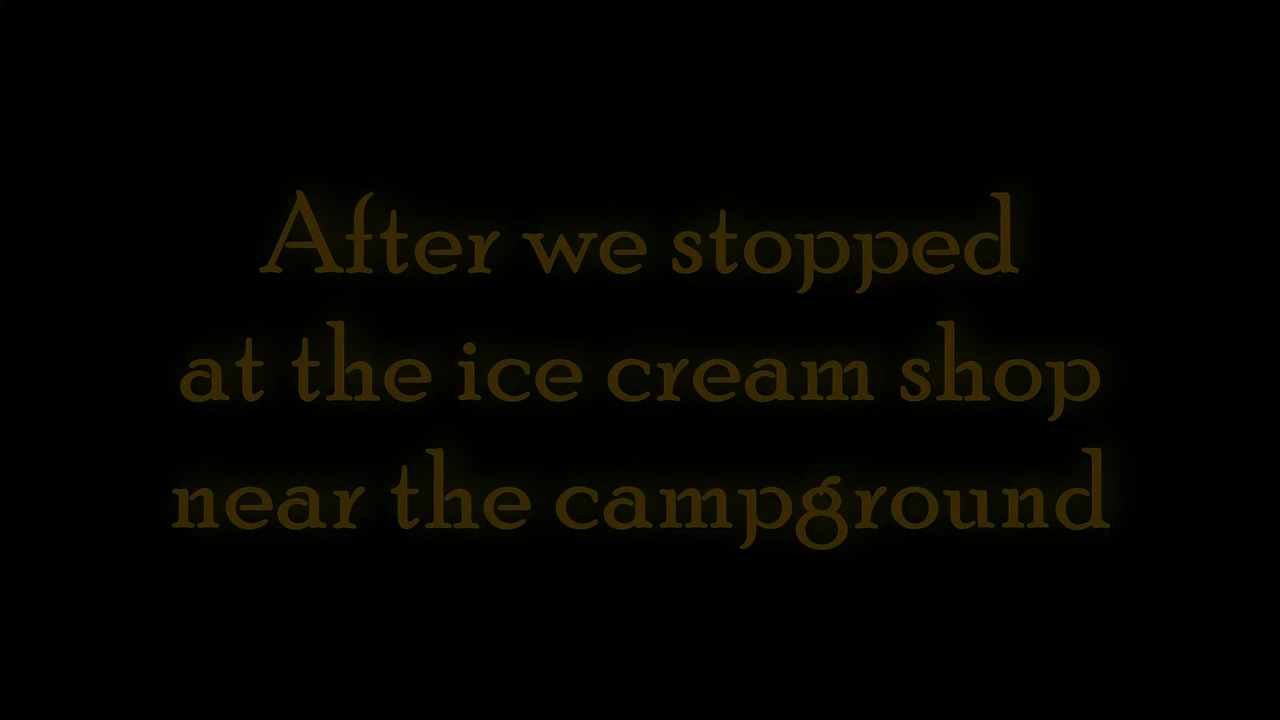 After we stopped
at the ice cream shop
near the campground